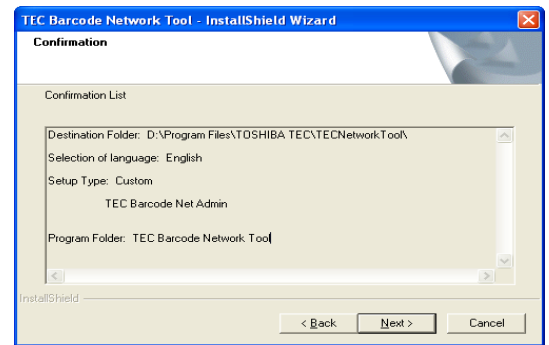 TEC Barcode Network Tool - InstallShield Wizard
Confirmation
Confirmation List
Destination Folder: D:\Program Files\TOSHIBA TEC\TECNetworkTool\
Selection of language: English
Setup Type: Custom
TEC Barcode Net Admin
Program Folder: TEC Barcode Network Tool
InstallShield
< Back Next > Cancel